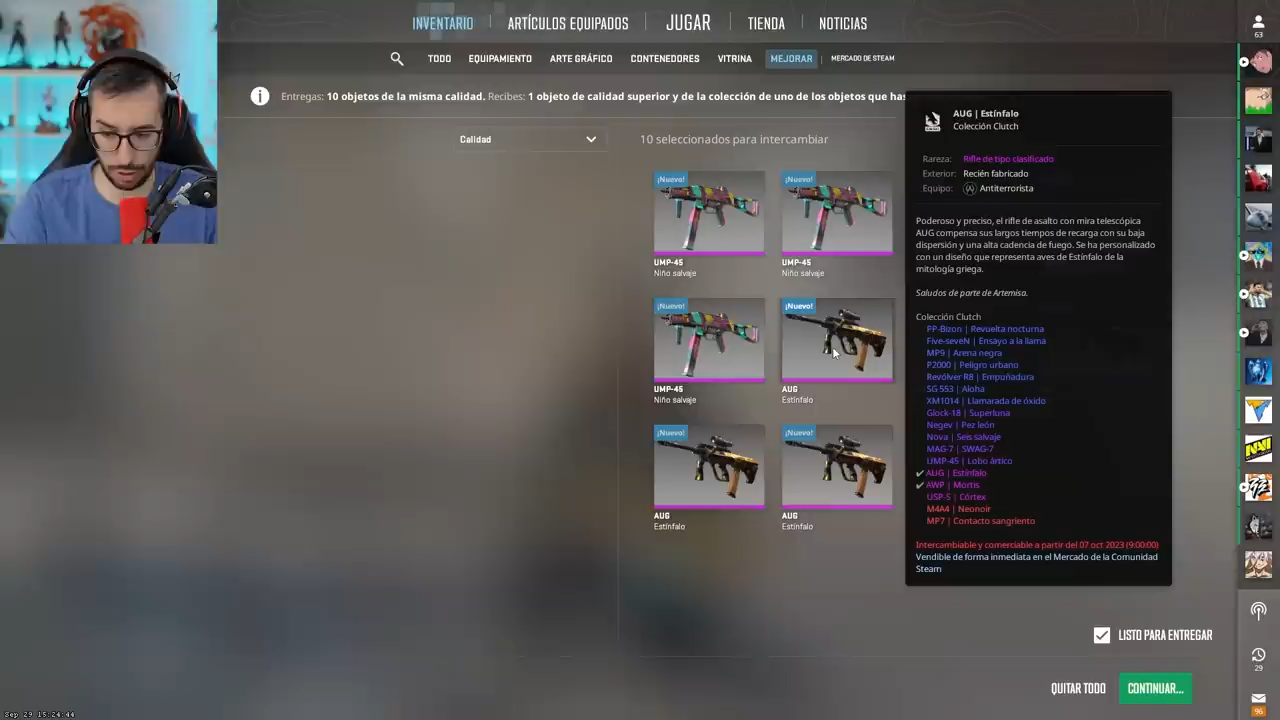 INVENTARIO
ARTÍCULOS EQUIPADOS
JUGAR
TIENDA
NOTICIAS
63
TODO
EQUIPAMIENTO
ARTE GRÁFICO
CONTENEDORES
VITRINA
MEJORAR
MERCADO DE STEAM
Entregas: 10 objetos de la misma calidad. Recibes: 1 objeto de calidad superior y de la colección de uno de los objetos que has
Calidad
10 seleccionados para intercambiar
¡Nuevo!
UMP-45
Niño salvaje
¡Nuevo!
UMP-45
Niño salvaje
¡Nuevo!
UMP-45
Niño salvaje
¡Nuevo!
AUG
Estínfalo
¡Nuevo!
AUG
Estínfalo
¡Nuevo!
AUG
Estínfalo
AUG | Estínfalo
Colección Clutch
Rareza: Rifle de tipo clasificado
Exterior: Recién fabricado
Equipo: Antiterrorista
Poderoso y preciso, el rifle de asalto con mira telescópica
AUG compensa sus largos tiempos de recarga con su baja
dispersión y una alta cadencia de fuego. Se ha personalizado
con un diseño que representa aves de Estínfalo de la
mitología griega.
Saludos de parte de Artemisa.
Colección Clutch
PP-Bizon | Revuelta nocturna
Five-seveN | Ensayo a la llama
MP9 | Arena negra
P2000 | Peligro urbano
Revólver R8 | Empuñadura
SG 553 | Aloha
XM1014 | Llamarada de óxido
Glock-18 | Superluna
Negev | Pez león
Nova | Seis salvaje
MAG-7 | SWAG-7
UMP-45 | Lobo ártico
✔ AUG | Estínfalo
✔ AWP | Mortis
USP-S | Córtex
M4A4 | Neonoir
MP7 | Contacto sangriento
Intercambiable y comerciable a partir del 07 oct 2023 (9:00:00)
Vendible de forma inmediata en el Mercado de la Comunidad
Steam
LISTO PARA ENTREGAR
QUITAR TODO
CONTINUAR...
29
96
Sep 29 15:24:44